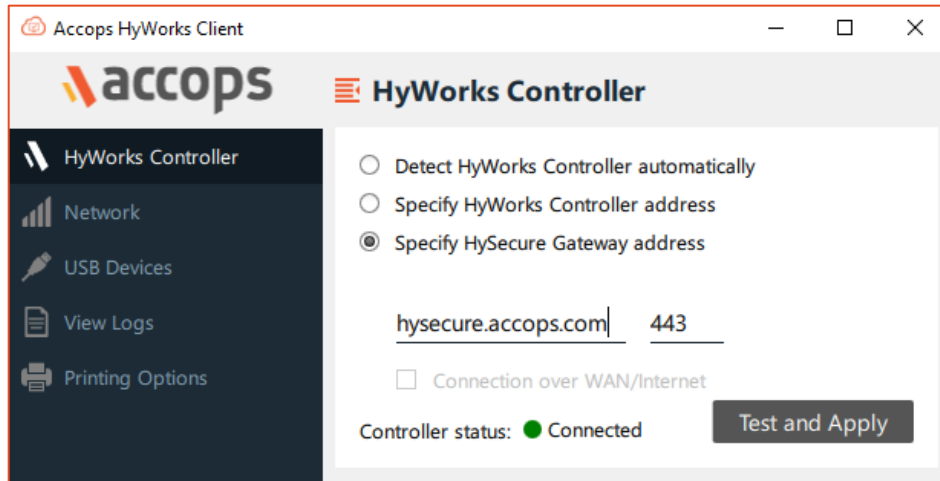 Accops HyWorks Client
accops
HyWorks Controller
HyWorks Controller
Network
USB Devices
View Logs
Printing Options
Detect HyWorks Controller automatically
Specify HyWorks Controller address
Specify HySecure Gateway address
hysecure.accops.com 443
Connection over WAN/Internet
Controller status: Connected
Test and Apply